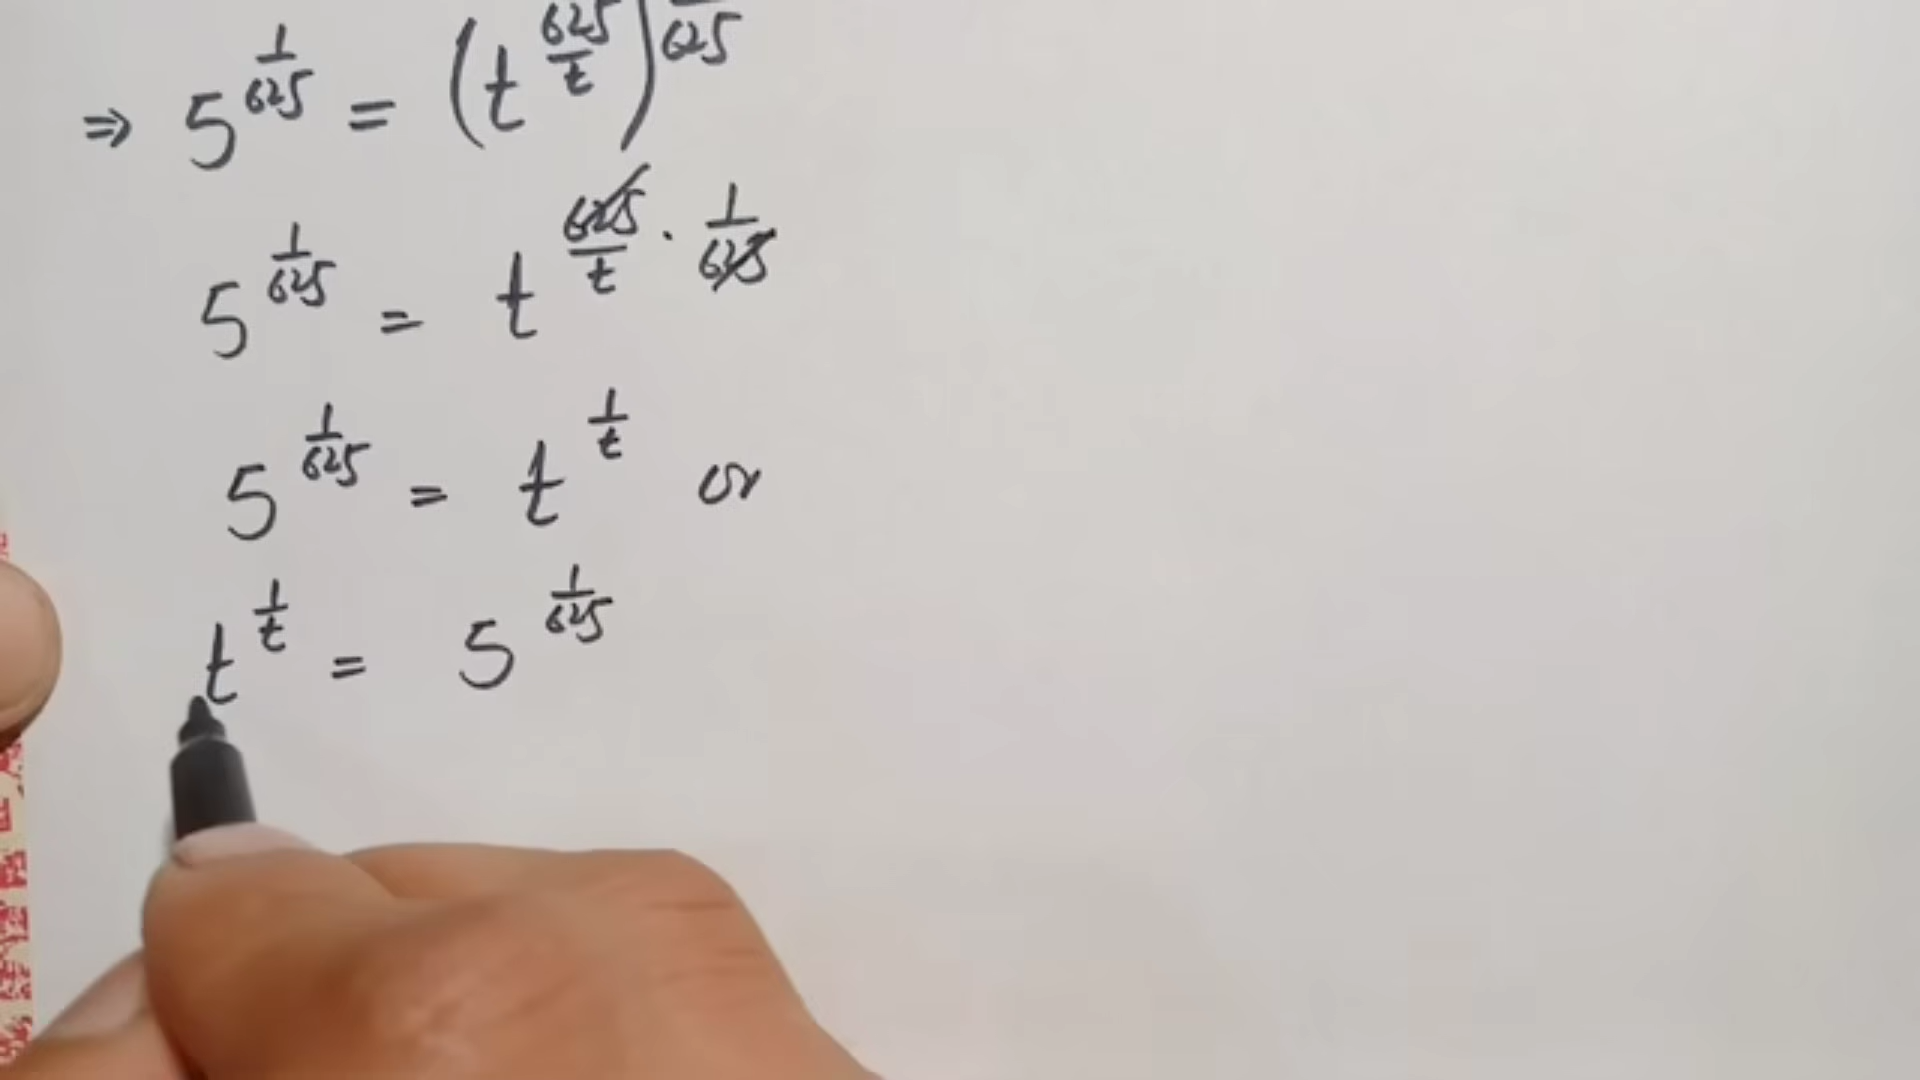 ⇒ 5^(1/625) = (t^(625/t))^(1/625)
5^(1/625) = t^(625/t · 1/625)
5^(1/625) = t^(1/t) or
t^(1/t) = 5^(1/625)